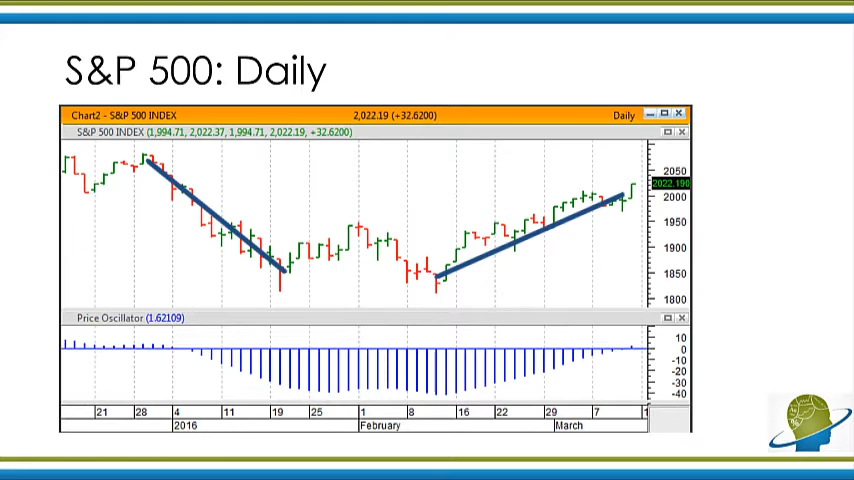 S&P 500: Daily
Chart2 - S&P 500 INDEX 2,022.19 (+32.6200) Daily
S&P 500 INDEX (1,994.71, 2,022.37, 1,994.71, 2,022.19, +32.6200)
2050
2022.190
2000
1950
1900
1850
1800
Price Oscillator (1.62109)
10
0
-10
-20
-30
-40
21 28 4 11 19 25 1 8 16 22 29 7 1
2016 February March